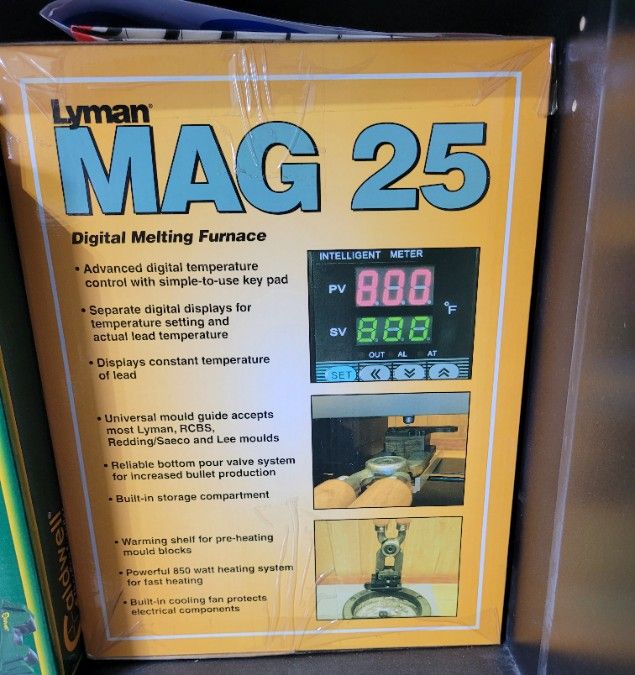 Lyman®
MAG 25
Digital Melting Furnace
• Advanced digital temperature
control with simple-to-use key pad
• Separate digital displays for
temperature setting and
actual lead temperature
• Displays constant temperature
of lead
• Universal mould guide accepts
most Lyman, RCBS,
Redding/Saeco and Lee moulds
• Reliable bottom pour valve system
for increased bullet production
• Built-in storage compartment
• Warming shelf for pre-heating
mould blocks
• Powerful 850 watt heating system
for fast heating
• Built-in cooling fan protects
electrical components
INTELLIGENT METER
PV 800 °F
SV
OUT AL AT
SET
Caldwell